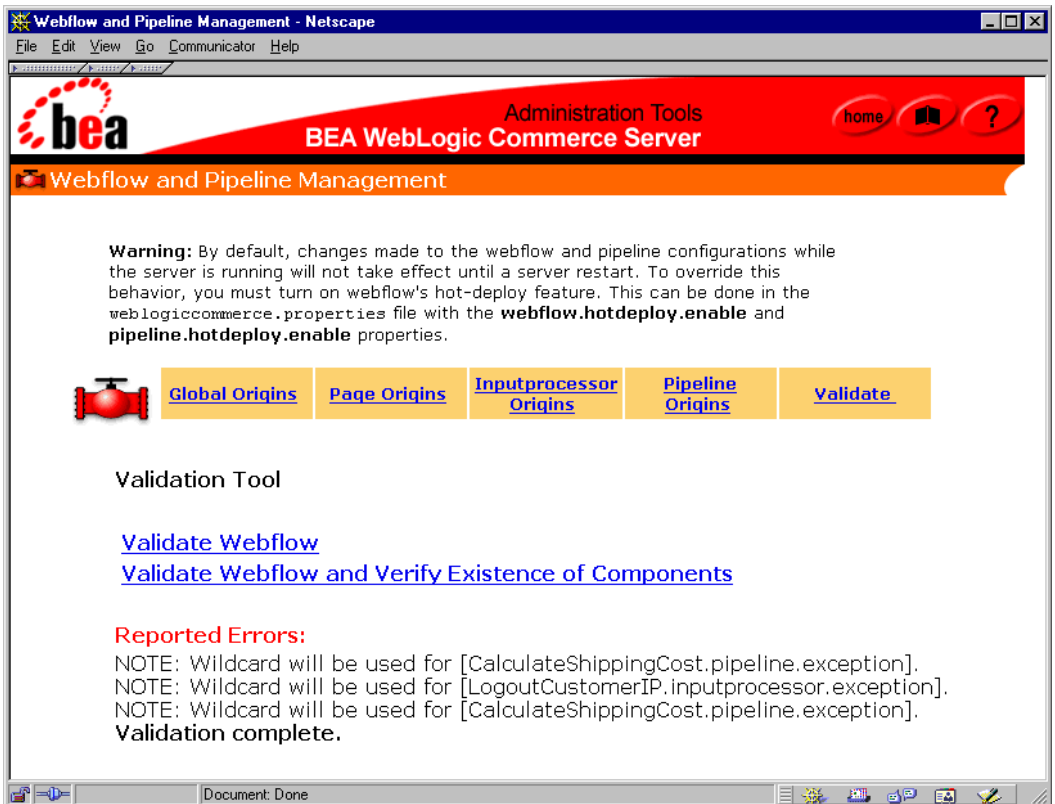 Webflow and Pipeline Management - Netscape
File Edit View Go Communicator Help
bea
Administration Tools
BEA WebLogic Commerce Server
home ?
Webflow and Pipeline Management
Warning: By default, changes made to the webflow and pipeline configurations while
the server is running will not take effect until a server restart. To override this
behavior, you must turn on webflow's hot-deploy feature. This can be done in the
weblogiccommerce.properties file with the webflow.hotdeploy.enable and
pipeline.hotdeploy.enable properties.
Global Origins Page Origins Inputprocessor Origins Pipeline Origins Validate
Validation Tool
Validate Webflow
Validate Webflow and Verify Existence of Components
Reported Errors:
NOTE: Wildcard will be used for [CalculateShippingCost.pipeline.exception].
NOTE: Wildcard will be used for [LogoutCustomerIP.inputprocessor.exception].
NOTE: Wildcard will be used for [CalculateShippingCost.pipeline.exception].
Validation complete.
Document: Done